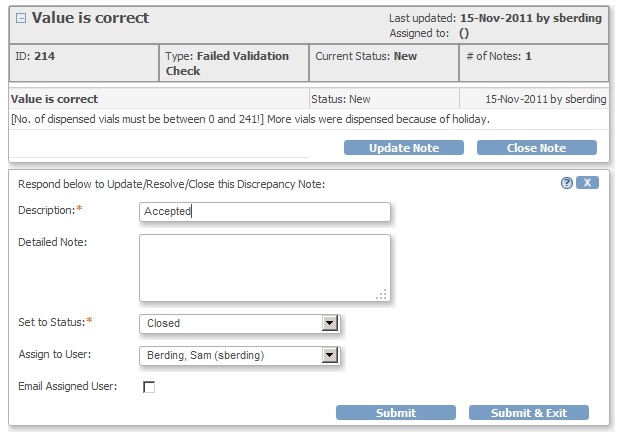 Value is correct
Last updated: 15-Nov-2011 by sberding
Assigned to: ()
ID: 214
Type: Failed Validation
Check
Current Status: New
# of Notes: 1
Value is correct Status: New 15-Nov-2011 by sberding
[No. of dispensed vials must be between 0 and 241!] More vials were dispensed because of holiday.
Update Note Close Note
Respond below to Update/Resolve/Close this Discrepancy Note: ? X
Description:* Accepted
Detailed Note:
Set to Status:* Closed
Assign to User: Berding, Sam (sberding)
Email Assigned User:
Submit Submit & Exit